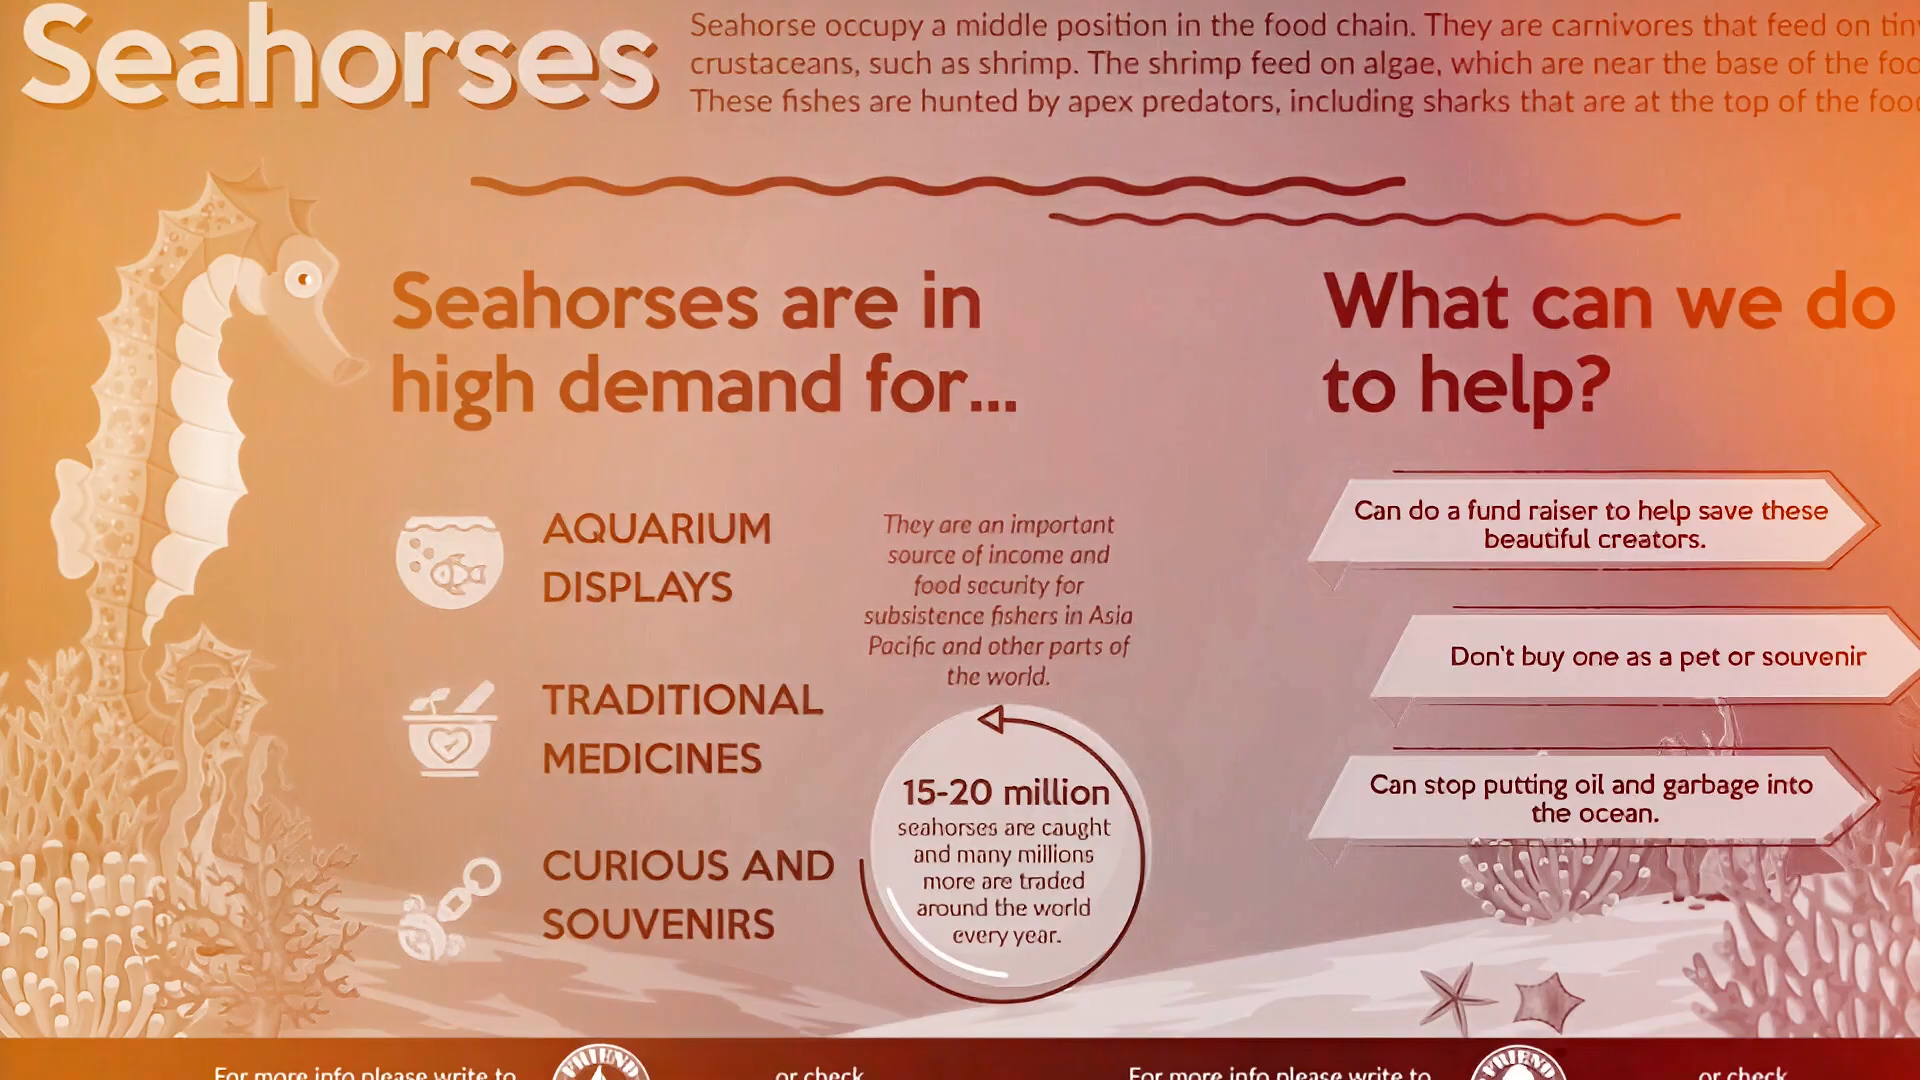 Seahorses
Seahorse occupy a middle position in the food chain. They are carnivores that feed on
crustaceans, such as shrimp. The shrimp feed on algae, which are near the base of the
These fishes are hunted by apex predators, including sharks that are at the top of the
Seahorses are in
high demand for...
AQUARIUM
DISPLAYS
TRADITIONAL
MEDICINES
CURIOUS AND
SOUVENIRS
They are an important
source of income and
food security for
subsistence fishers in Asia
Pacific and other parts of
the world.
15-20 million
seahorses are caught
and many millions
more are traded
around the world
every year.
What can we do
to help?
Can do a fund raiser to help save these
beautiful creators.
Don't buy one as a pet or souvenir
Can stop putting oil and garbage into
the ocean.
For more info please write to
FRIEND
or check
For more info please write to
FRIEND
or check